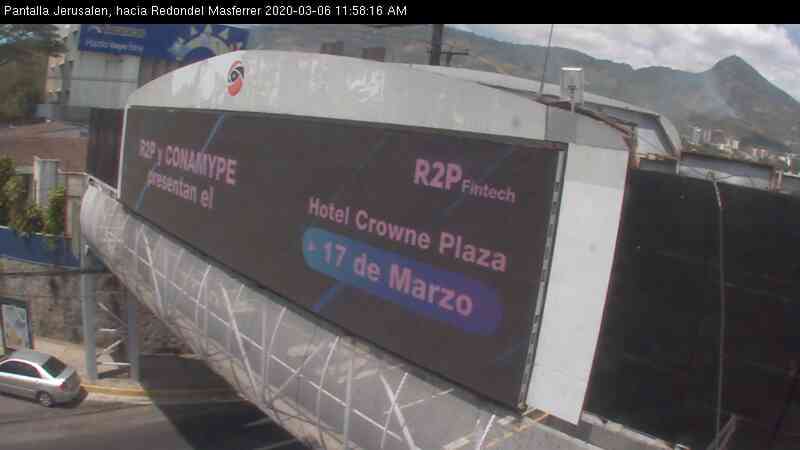 Pantalla Jerusalen, hacia Redondel Masferrer 2020-03-06 11:58:16 AM
R2P y CONAMYPE
presentan el
R2P Fintech
Hotel Crowne Plaza
17 de Marzo